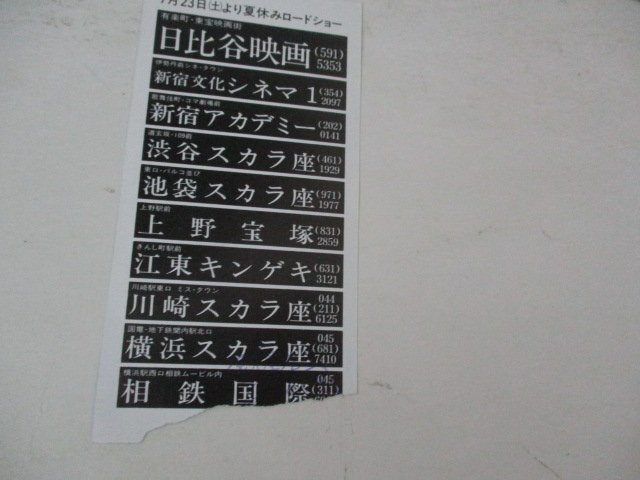 7月23日(土)より夏休みロードショー
有楽町・東宝映画街
日比谷映画 (591) 5353
伊勢丹前シネ・タウン
新宿文化シネマ1 (354) 2097
歌舞伎町・コマ劇場前
新宿アカデミー (202) 0141
道玄坂・109前
渋谷スカラ座 (461) 1929
東口・パルコ並び
池袋スカラ座 (971) 1977
上野駅前
上野宝塚 (831) 2859
きんし町駅前
江東キンゲキ (631) 3121
川崎駅東口 ミス・タウン
川崎スカラ座 044 (211) 6125
国電・地下鉄関内駅北口
横浜スカラ座 045 (681) 7410
横浜駅西口相鉄ムービル内
相鉄国際 045 (311)